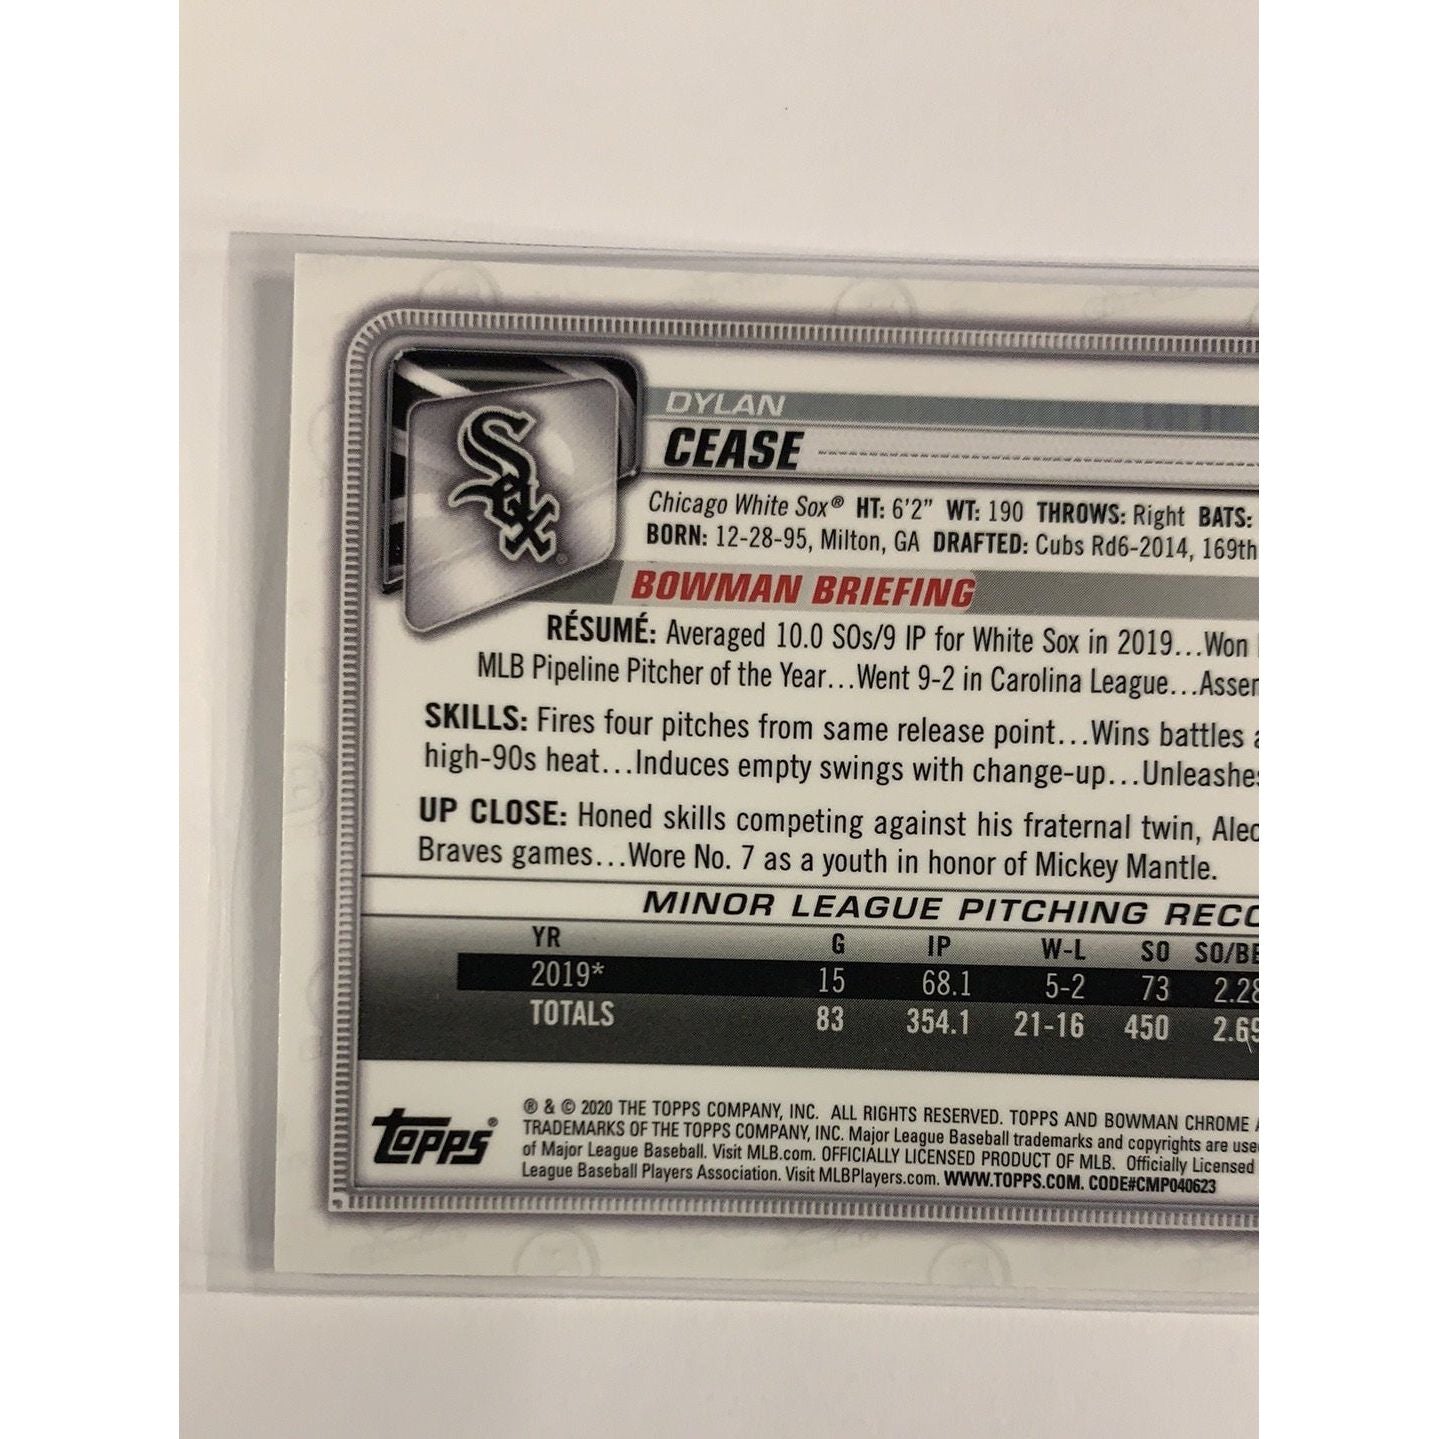 Sox
DYLAN
CEASE
Chicago White Sox® HT: 6'2" WT: 190 THROWS: Right BATS:
BORN: 12-28-95, Milton, GA DRAFTED: Cubs Rd6-2014, 169th
BOWMAN BRIEFING
RÉSUMÉ: Averaged 10.0 SOs/9 IP for White Sox in 2019...Won
MLB Pipeline Pitcher of the Year...Went 9-2 in Carolina League...
SKILLS: Fires four pitches from same release point...Wins battles
high-90s heat...Induces empty swings with change-up...
UP CLOSE: Honed skills competing against his fraternal twin, Alec
Braves games...Wore No. 7 as a youth in honor of Mickey Mantle.
MINOR LEAGUE PITCHING
YR G IP W-L SO
2019* 15 68.1 5-2 73 2.28
TOTALS 83 354.1 21-16 450 2.69
topps®
® & © 2020 THE TOPPS COMPANY, INC. ALL RIGHTS RESERVED. TOPPS AND BOWMAN CHROME
TRADEMARKS OF THE TOPPS COMPANY, INC. Major League Baseball trademarks and copyrights are
of Major League Baseball. Visit MLB.com. OFFICIALLY LICENSED PRODUCT OF MLB. Officially Licensed
League Baseball Players Association. Visit MLBPlayers.com. WWW.TOPPS.COM. CODE#CMP040623